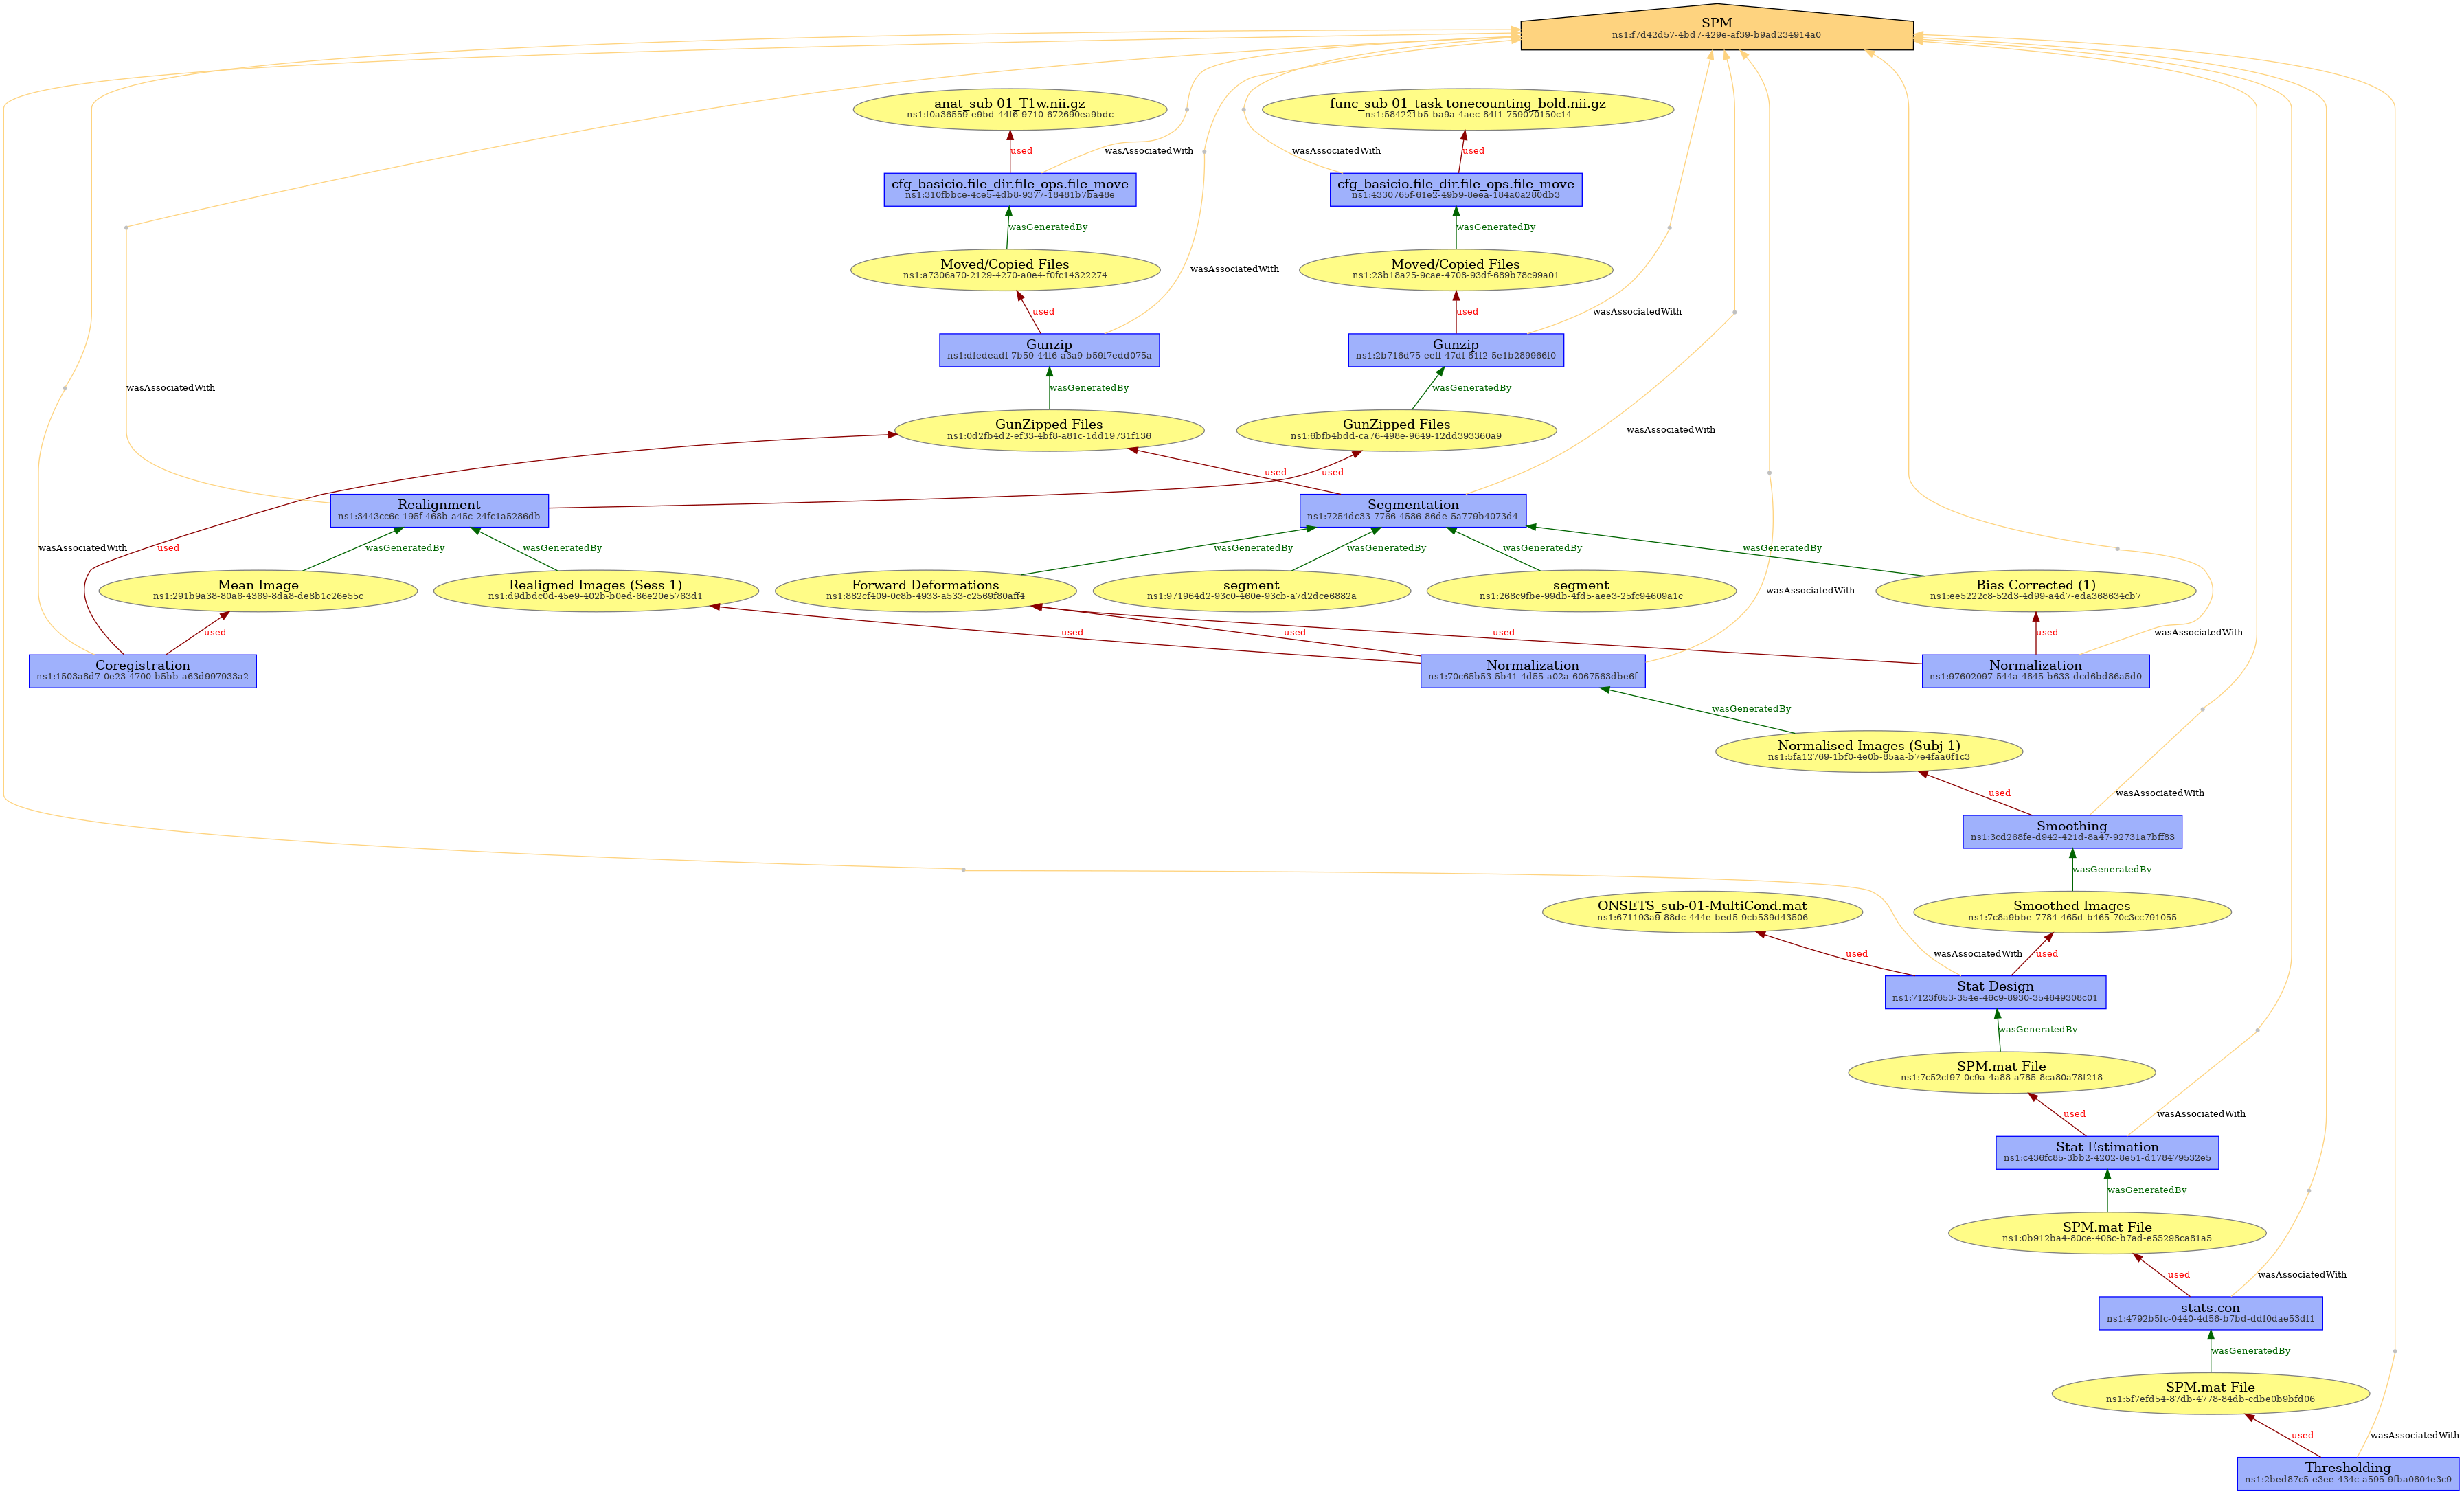 SPM
ns1:f7d42d57-4bd7-429e-af39-b9ad234914a0
anat_sub-01_T1w.nii.gz
ns1:f0a36559-e9bd-44f6-9710-672690ea9bdc
func_sub-01_task-tonecounting_bold.nii.gz
ns1:584221b5-ba9a-4aec-84f1-759070150c14
used
wasAssociatedWith
wasAssociatedWith
used
cfg_basicio.file_dir.file_ops.file_move
ns1:310fbbce-4ce5-4db8-9377-18481b7ba48e
cfg_basicio.file_dir.file_ops.file_move
ns1:4330765f-61e2-49b9-8eea-184a0a280db3
wasGeneratedBy
wasGeneratedBy
Moved/Copied Files
ns1:a7306a70-2129-4270-a0e4-f0fc14322274
wasAssociatedWith
Moved/Copied Files
ns1:23b18a25-9cae-4708-93df-689b78c99a01
used
used
wasAssociatedWith
Gunzip
ns1:dfedeadf-7b59-44f6-a3a9-b59f7edd075a
Gunzip
ns1:2b716d75-eeff-47df-81f2-5e1b289966f0
wasAssociatedWith
wasGeneratedBy
wasGeneratedBy
GunZipped Files
ns1:0d2fb4d2-ef33-4bf8-a81c-1dd19731f136
GunZipped Files
ns1:6bfb4bdd-ca76-498e-9649-12dd393360a9
wasAssociatedWith
used
used
Realignment
ns1:3443cc6c-195f-468b-a45c-24fc1a5286db
Segmentation
ns1:7254dc33-7766-4586-86de-5a779b4073d4
wasAssociatedWith
used
wasGeneratedBy
wasGeneratedBy
wasGeneratedBy
wasGeneratedBy
wasGeneratedBy
wasGeneratedBy
Mean Image
ns1:291b9a38-80a6-4369-8da8-de8b1c26e55c
Realigned Images (Sess 1)
ns1:d9dbdc0d-45e9-402b-b0ed-66e20e5763d1
Forward Deformations
ns1:882cf409-0c8b-4933-a533-c2569f80aff4
segment
ns1:971964d2-93c0-460e-93cb-a7d2dce6882a
segment
ns1:268c9fbe-99db-4fd5-aee3-25fc94609a1c
wasAssociatedWith
Bias Corrected (1)
ns1:ee5222c8-52d3-4d99-a4d7-eda368634cb7
used
used
used
used
used
wasAssociatedWith
Coregistration
ns1:1503a8d7-0e23-4700-b5bb-a63d997933a2
Normalization
ns1:70c65b53-5b41-4d55-a02a-6067563dbe6f
Normalization
ns1:97602097-544a-4845-b633-dcd6bd86a5d0
wasGeneratedBy
Normalised Images (Subj 1)
ns1:5fa12769-1bf0-4e0b-85aa-b7e4faa6f1c3
used
wasAssociatedWith
Smoothing
ns1:3cd268fe-d942-421d-8a47-92731a7bff83
wasGeneratedBy
ONSETS_sub-01-MultiCond.mat
ns1:671193a9-88dc-444e-bed5-9cb539d43506
Smoothed Images
ns1:7c8a9bbe-7784-465d-b465-70c3cc791055
used
wasAssociatedWith
used
Stat Design
ns1:7123f653-354e-46c9-8930-354649308c01
wasGeneratedBy
SPM.mat File
ns1:7c52cf97-0c9a-4a88-a785-8ca80a78f218
used
wasAssociatedWith
Stat Estimation
ns1:c436fc85-3bb2-4202-8e51-d178479532e5
wasGeneratedBy
SPM.mat File
ns1:0b912ba4-80ce-408c-b7ad-e55298ca81a5
used
wasAssociatedWith
stats.con
ns1:4792b5fc-0440-4d56-b7bd-ddf0dae53df1
wasGeneratedBy
SPM.mat File
ns1:5f7efd54-87db-4778-84db-cdbe0b9bfd06
used
wasAssociatedWith
Thresholding
ns1:2bed87c5-e3ee-434c-a595-9fba0804e3c9